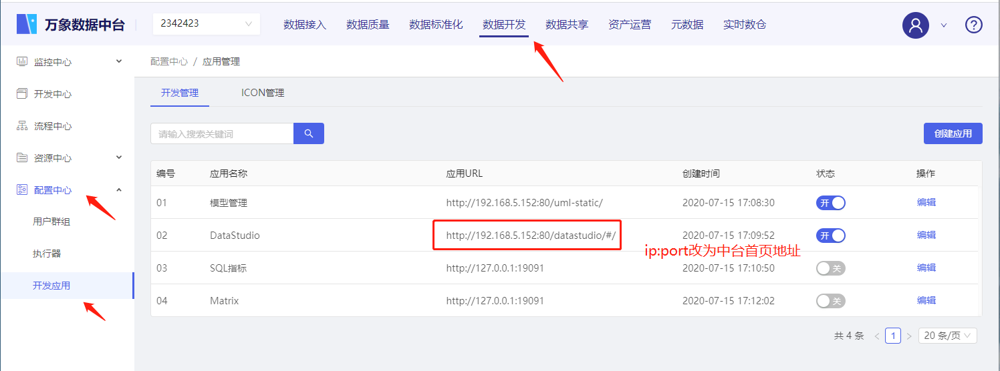 万象数据中台
2342423
数据接入 数据质量 数据标准化 数据开发 数据共享 资产运营 元数据 实时数仓
监控中心
开发中心
流程中心
资源中心
配置中心
用户群组
执行器
开发应用
配置中心 / 应用管理
开发管理 ICON管理
请输入搜索关键词
创建应用
编号 应用名称 应用URL 创建时间 状态 操作
01 模型管理 http://192.168.5.152:80/uml-static/ 2020-07-15 17:08:30 开 编辑
02 DataStudio http://192.168.5.152:80/datastudio/#/ 2020-07-15 17:09:52 开 编辑
ip:port改为中台首页地址
03 SQL指标 http://127.0.0.1:19091 2020-07-15 17:10:50 关 编辑
04 Matrix http://127.0.0.1:19091 2020-07-15 17:12:02 关 编辑
共 4 条 < 1 > 20 条/页